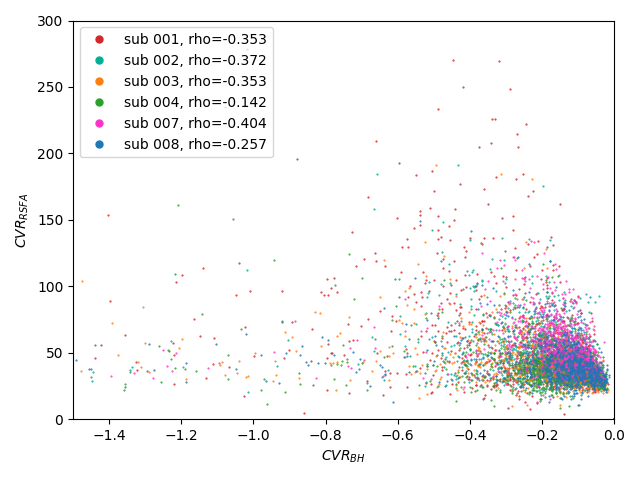 300
250
200
150
100
50
0
CVR_RSFA
sub 001, rho=-0.353
sub 002, rho=-0.372
sub 003, rho=-0.353
sub 004, rho=-0.142
sub 007, rho=-0.404
sub 008, rho=-0.257
−1.4 −1.2 −1.0 −0.8 −0.6 −0.4 −0.2 0.0
CVR_BH